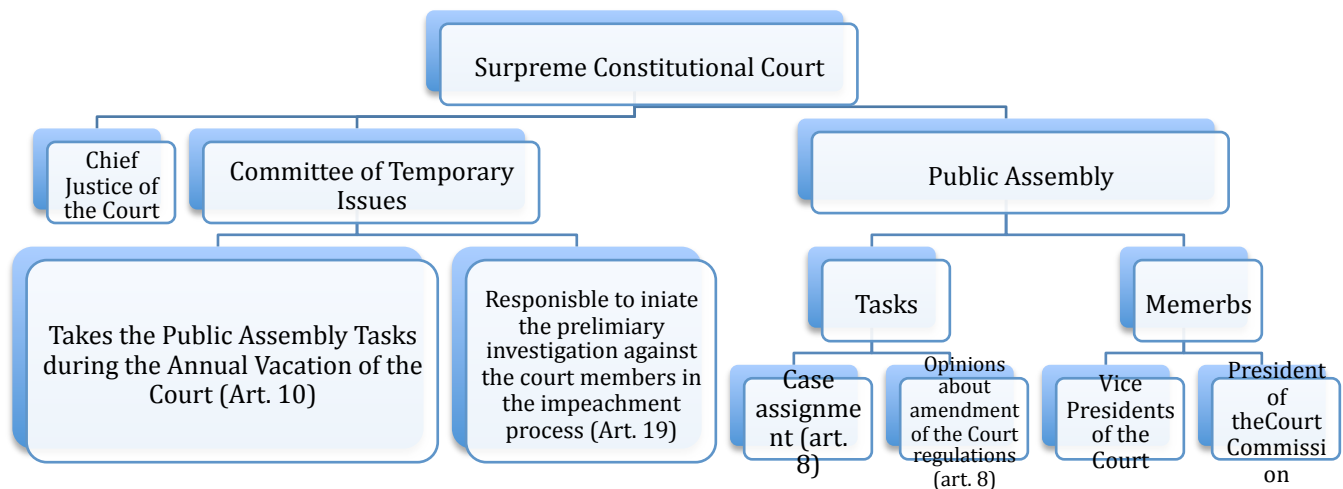 Surpreme Constitutional Court
Chief
Justice of
the Court
Committee of Temporary
Issues
Public Assembly
Takes the Public Assembly Tasks
during the Annual Vacation of the
Court (Art. 10)
Responisble to iniate
the prelimiary
investigation against
the court members in
the impeachment
process (Art. 19)
Tasks
Memerbs
Case
assignme
nt (art.
8)
Opinions
about
amendment
of the Court
regulations
(art. 8)
Vice
Presidents
of the
Court
President
of
theCourt
Commissi
on